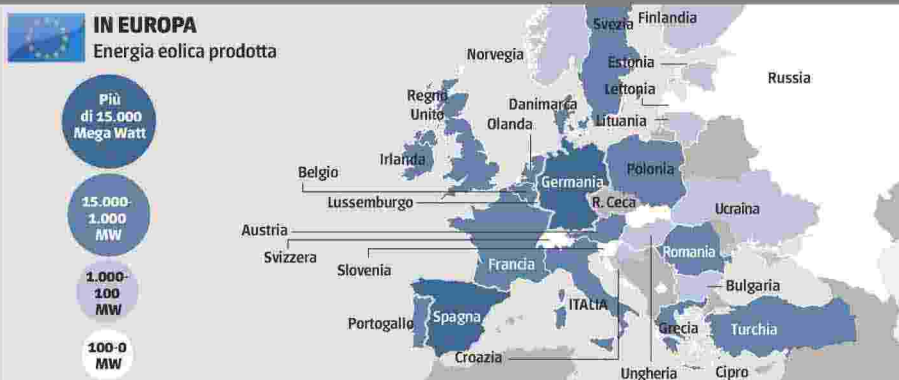 IN EUROPA
Energia eolica prodotta
Più
di 15.000
Mega Watt
15.000-
1.000
MW
1.000-
100
MW
100-0
MW
Svezia
Finlandia
Norvegia
Estonia
Russia
Lettonia
Regno
Unito
Danimarca
Olanda
Lituania
Irlanda
Belgio
Germania
Polonia
Lussemburgo
R. Ceca
Ucraina
Austria
Svizzera
Slovenia
Francia
Romania
Bulgaria
ITALIA
Portogallo
Spagna
Grecia
Turchia
Croazia
Ungheria
Cipro